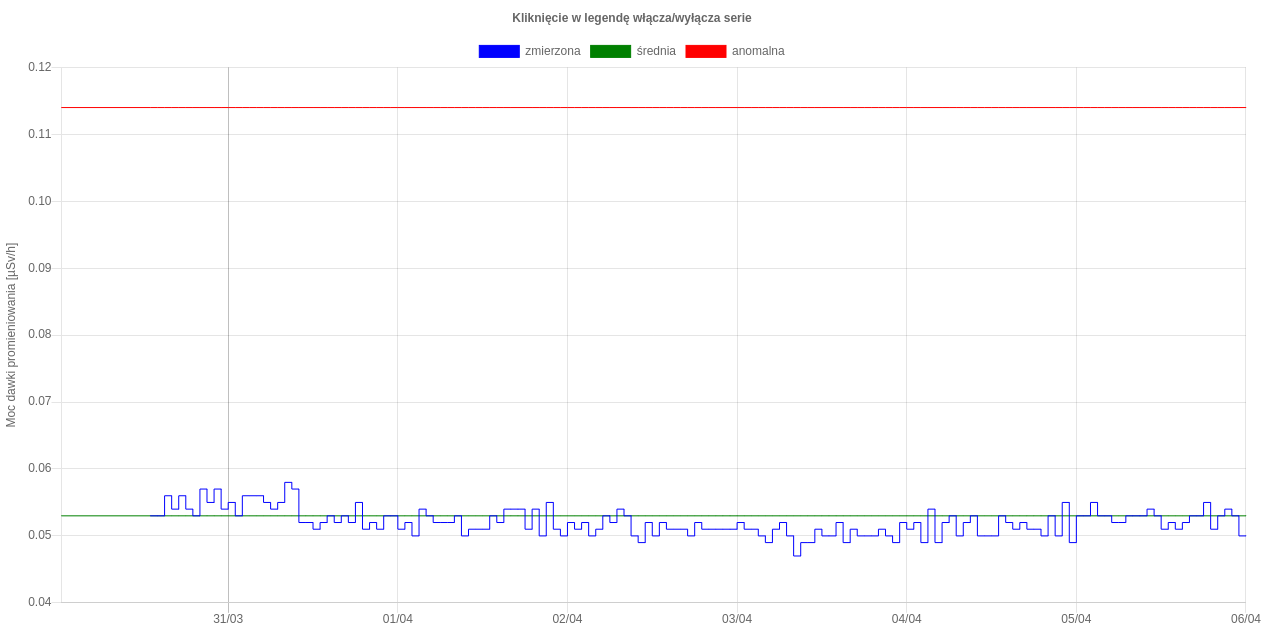 Kliknięcie w legendę włącza/wyłącza serie
zmierzona średnia anomalna
Moc dawki promieniowania [µSv/h]
0.12
0.11
0.10
0.09
0.08
0.07
0.06
0.05
0.04
31/03 01/04 02/04 03/04 04/04 05/04 06/04